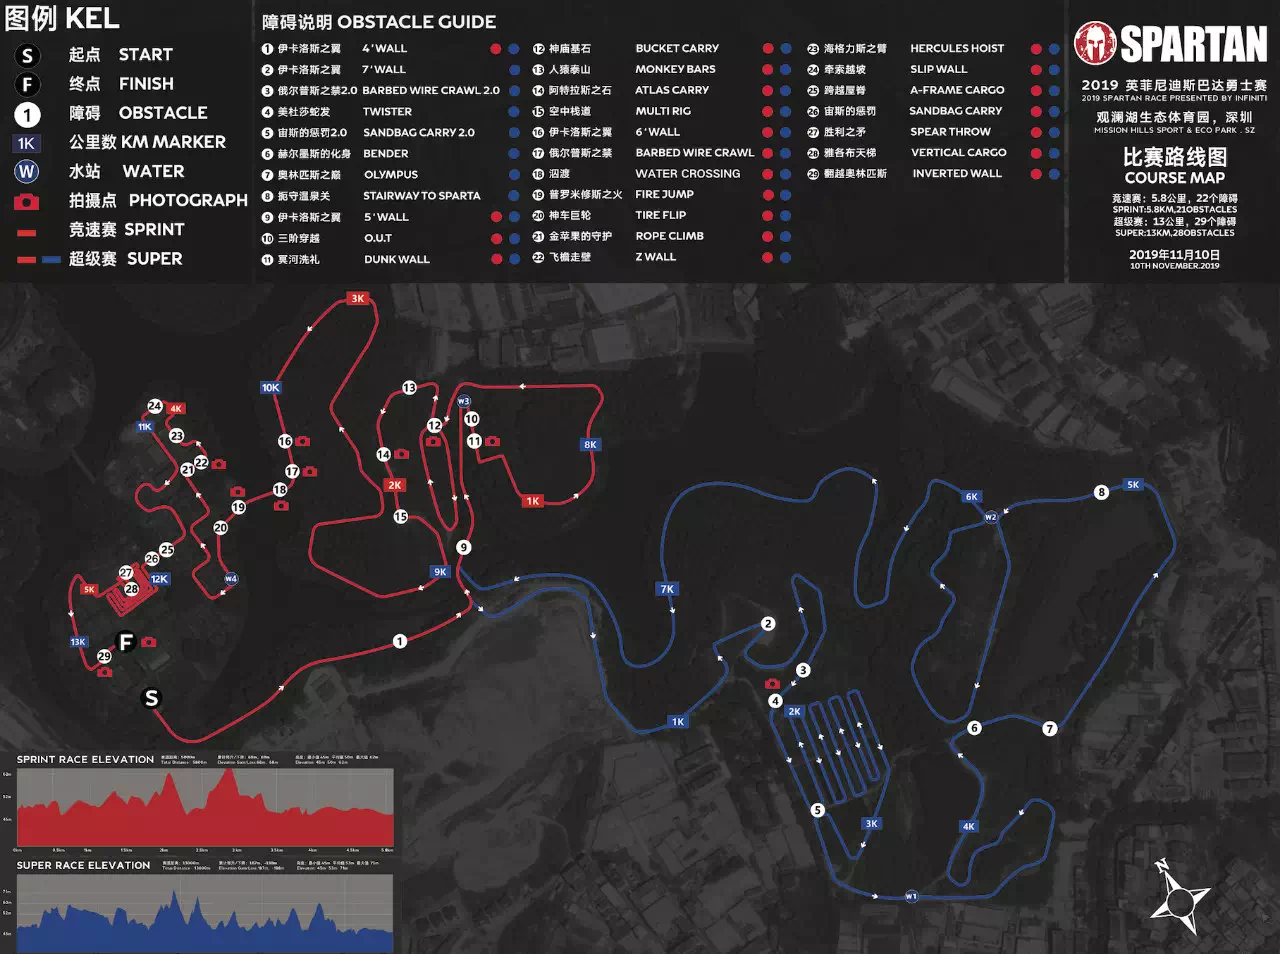 图例 KEL
S 起点 START
F 终点 FINISH
1 障碍 OBSTACLE
1K 公里数 KM MARKER
W 水站 WATER
拍摄点 PHOTOGRAPH
竞速赛 SPRINT
超级赛 SUPER
障碍说明 OBSTACLE GUIDE
1 伊卡洛斯之翼 4'WALL
2 伊卡洛斯之翼 7'WALL
3 俄尔普斯之禁2.0 BARBED WIRE CRAWL 2.0
4 美杜莎蛇发 TWISTER
5 宙斯的惩罚2.0 SANDBAG CARRY 2.0
6 赫尔墨斯的化身 BENDER
7 奥林匹斯之巅 OLYMPUS
8 扼守温泉关 STAIRWAY TO SPARTA
9 伊卡洛斯之翼 5'WALL
10 三阶穿越 O.U.T
11 冥河洗礼 DUNK WALL
12 神庙基石 BUCKET CARRY
13 人猿泰山 MONKEY BARS
14 阿特拉斯之石 ATLAS CARRY
15 空中栈道 MULTI RIG
16 伊卡洛斯之翼 6'WALL
17 俄尔普斯之禁 BARBED WIRE CRAWL
18 泅渡 WATER CROSSING
19 普罗米修斯之火 FIRE JUMP
20 神车巨轮 TIRE FLIP
21 金苹果的守护 ROPE CLIMB
22 飞檐走壁 Z WALL
23 海格力斯之臂 HERCULES HOIST
24 牵索越坡 SLIP WALL
25 跨越屋脊 A-FRAME CARGO
26 宙斯的惩罚 SANDBAG CARRY
27 胜利之矛 SPEAR THROW
28 雅各布天梯 VERTICAL CARGO
29 翻越奥林匹斯 INVERTED WALL
SPARTAN
2019 英菲尼迪斯巴达勇士赛
2019 SPARTAN RACE PRESENTED BY INFINITI
观澜湖生态体育园，深圳
MISSION HILLS SPORT & ECO PARK . SZ
比赛路线图
COURSE MAP
竞速赛：5.8公里，22个障碍
SPRINT:5.8KM,21OBSTACLES
超级赛：13公里，29个障碍
SUPER:13KM,28OBSTACLES
2019年11月10日
10TH NOVEMBER.2019
3K
10K
13
W3
24
4K
11K
23
12
10
11
16
22
21
14
17
8K
2K
18
1K
19
15
20
6K
8
5K
W2
9
25
26
27
12K
28
W4
9K
5K
7K
13K
F
29
1
2
3
S
4
2K
1K
6
7
5
3K
4K
W1
N
SPRINT RACE ELEVATION
SUPER RACE ELEVATION